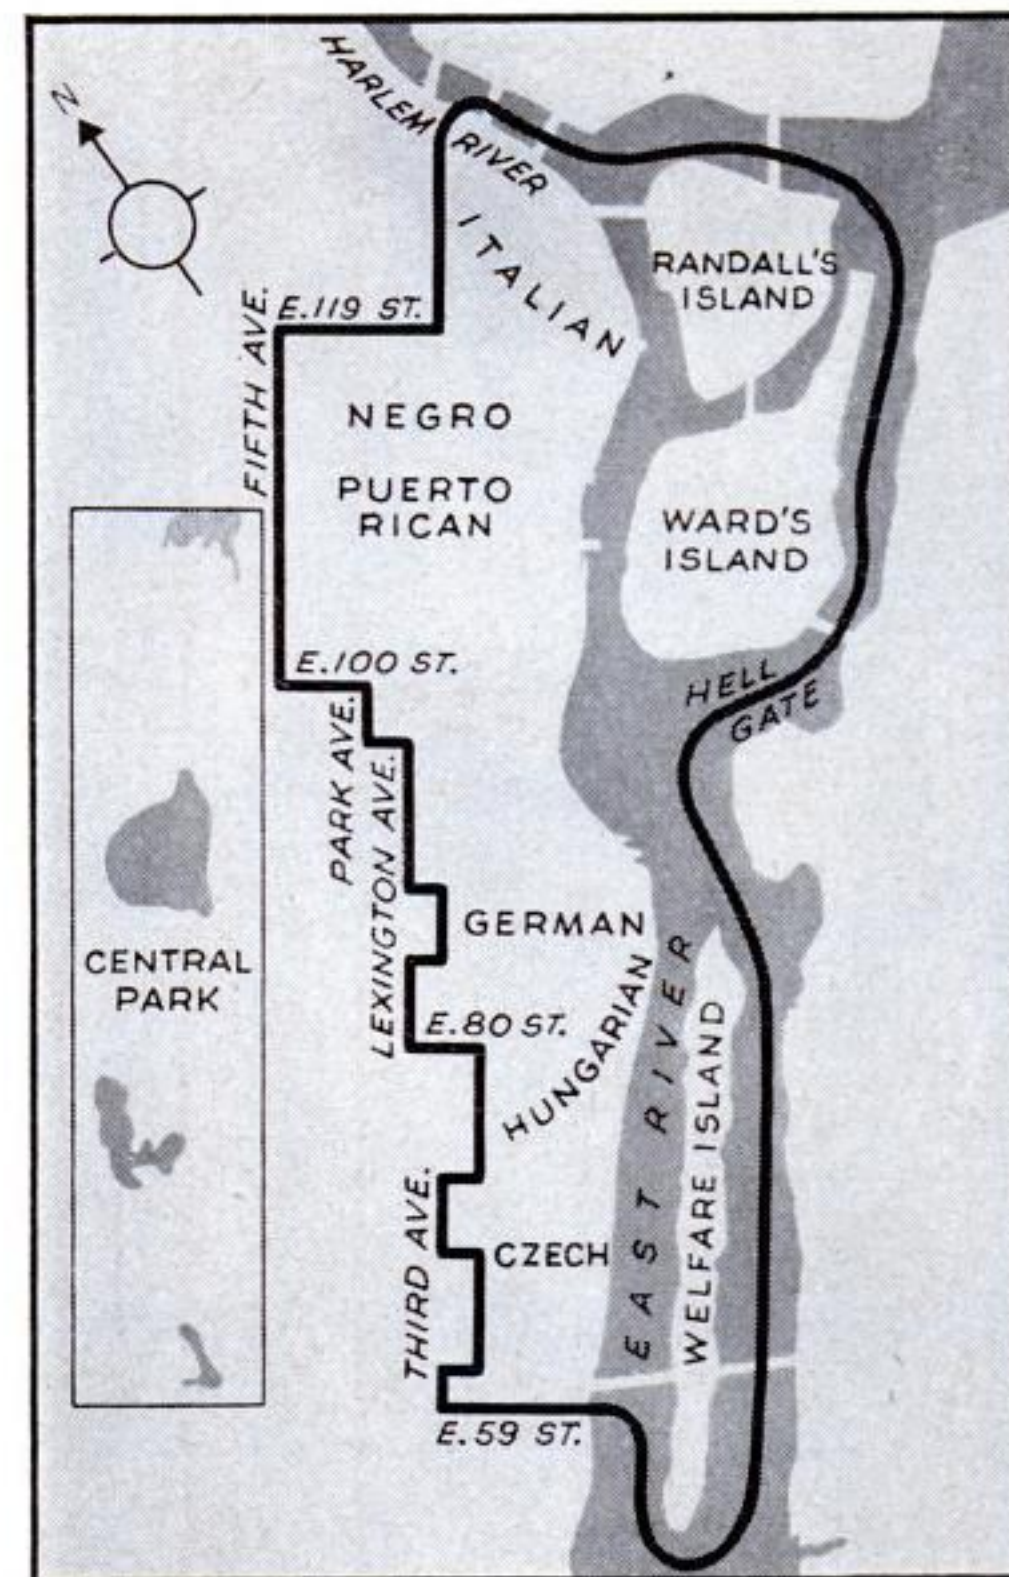 N
HARLEM RIVER
ITALIAN
RANDALL'S
ISLAND
E. 119 ST.
FIFTH AVE.
NEGRO
PUERTO
RICAN
WARD'S
ISLAND
E. 100 ST.
HELL
GATE
PARK AVE.
LEXINGTON AVE.
GERMAN
CENTRAL
PARK
HUNGARIAN
EAST RIVER
E. 80 ST.
WELFARE ISLAND
THIRD AVE.
CZECH
E. 59 ST.